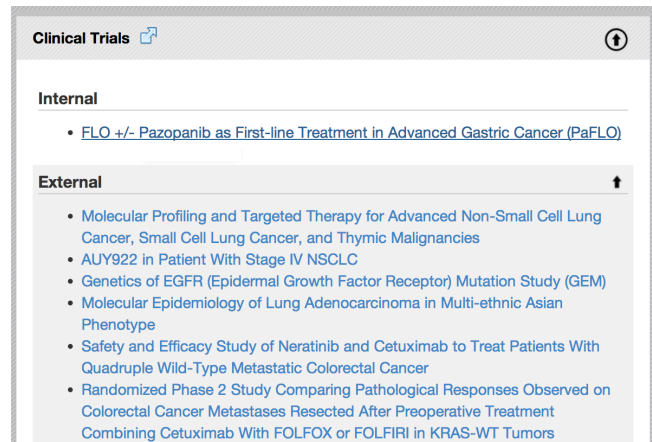 Clinical Trials
Internal
• FLO +/- Pazopanib as First-line Treatment in Advanced Gastric Cancer (PaFLO)
External
• Molecular Profiling and Targeted Therapy for Advanced Non-Small Cell Lung
Cancer, Small Cell Lung Cancer, and Thymic Malignancies
• AUY922 in Patient With Stage IV NSCLC
• Genetics of EGFR (Epidermal Growth Factor Receptor) Mutation Study (GEM)
• Molecular Epidemiology of Lung Adenocarcinoma in Multi-ethnic Asian
Phenotype
• Safety and Efficacy Study of Neratinib and Cetuximab to Treat Patients With
Quadruple Wild-Type Metastatic Colorectal Cancer
• Randomized Phase 2 Study Comparing Pathological Responses Observed on
Colorectal Cancer Metastases Resected After Preoperative Treatment
Combining Cetuximab With FOLFOX or FOLFIRI in KRAS-WT Tumors